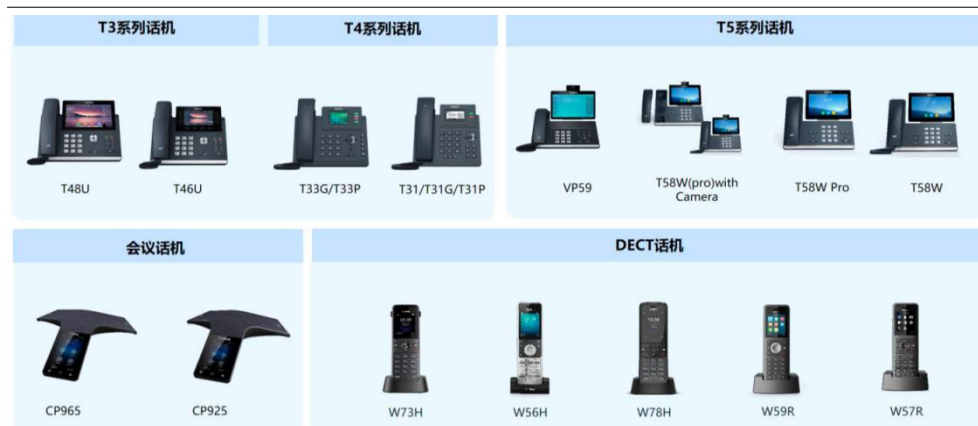 T3系列话机
T4系列话机
T5系列话机
T48U
T46U
T33G/T33P
T31/T31G/T31P
VP59
T58W(pro)with
Camera
T58W Pro
T58W
会议话机
DECT话机
CP965
CP925
W73H
W56H
W78H
W59R
W57R